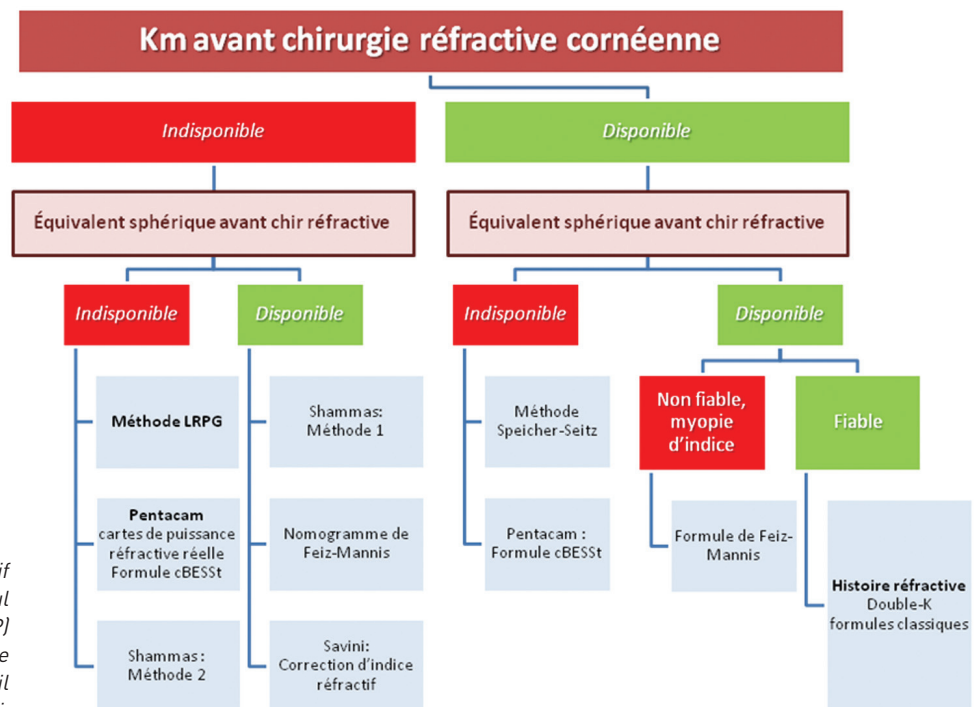 Km avant chirurgie réfractive cornéenne
Indisponible
Disponible
Équivalent sphérique avant chir réfractive
Équivalent sphérique avant chir réfractive
Indisponible
Disponible
Indisponible
Disponible
Méthode LRPG
Pentacam
cartes de puissance
réfractive réelle
Formule cBESSt
Shammas :
Méthode 2
Shammas:
Méthode 1
Nomogramme de
Feiz-Mannis
Savini:
Correction d'indice
réfractif
Méthode
Speicher-Seitz
Pentacam :
Formule cBESSt
Non fiable,
myopie
d'indice
Fiable
Formule de Feiz-
Mannis
Histoire réfractive
Double-K
formules classiques